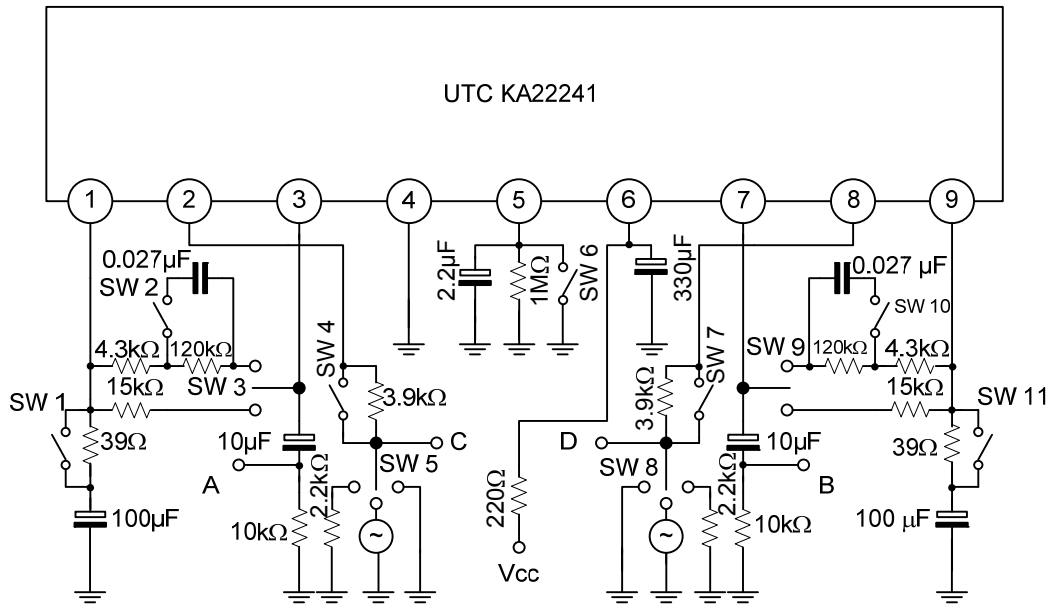 UTC KA22241
1 2 3 4 5 6 7 8 9
0.027µF
SW 2
2.2µF
1MΩ
SW 6
330µF
0.027 µF
SW 10
4.3kΩ
120kΩ
SW 4
SW 7
SW 9
120kΩ
4.3kΩ
SW 3
15kΩ
3.9kΩ
3.9kΩ
15kΩ
SW 1
SW 11
39Ω
10µF
SW 5
C
D
SW 8
10µF
39Ω
A
2.2kΩ
220Ω
2.2kΩ
B
100µF
10kΩ
~
~
10kΩ
100 µF
Vcc